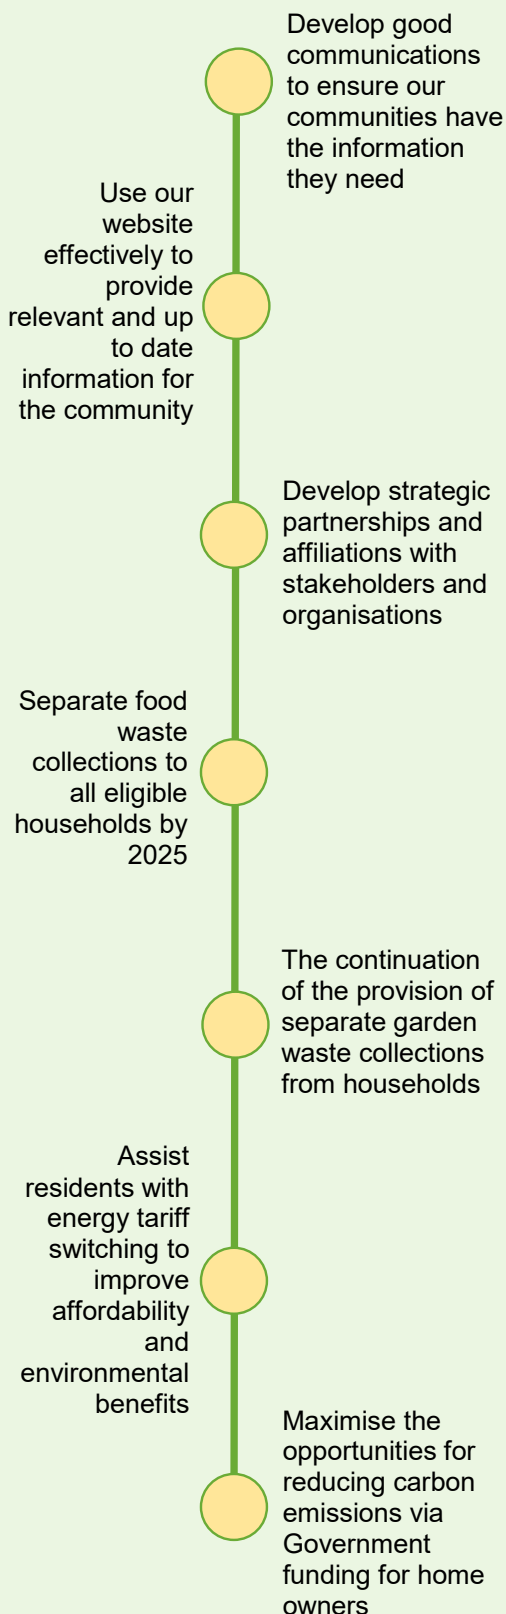 Develop good
communications
to ensure our
communities have
the information
they need
Use our
website
effectively to
provide
relevant and up
to date
information for
the community
Develop strategic
partnerships and
affiliations with
stakeholders and
organisations
Separate food
waste
collections to
all eligible
households by
2025
The continuation
of the provision of
separate garden
waste collections
from households
Assist
residents with
energy tariff
switching to
improve
affordability
and
environmental
benefits
Maximise the
opportunities for
reducing carbon
emissions via
Government
funding for home
owners